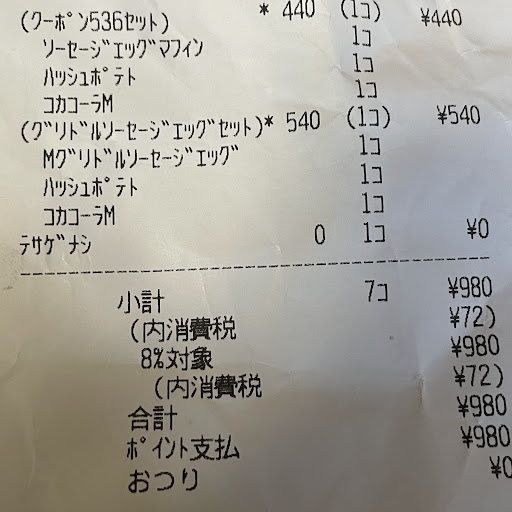 (ｸｰﾎﾟﾝ536ｾｯﾄ) * 440 (1ｺ) ¥440
ｿｰｾｰｼﾞｴｯｸﾞﾏﾌｨﾝ 1ｺ
ﾊｯｼｭﾎﾟﾃﾄ 1ｺ
ｺｶｺｰﾗM 1ｺ
(ｸﾞﾘﾄﾞﾙｿｰｾｰｼﾞｴｯｸﾞｾｯﾄ)* 540 (1ｺ) ¥540
Mｸﾞﾘﾄﾞﾙｿｰｾｰｼﾞｴｯｸﾞ 1ｺ
ﾊｯｼｭﾎﾟﾃﾄ 1ｺ
ｺｶｺｰﾗM 1ｺ
ﾃｻｹﾞﾅｼ 0 1ｺ ¥0
小計 7ｺ ¥980
(内消費税 ¥72)
8%対象 ¥980
(内消費税 ¥72)
合計 ¥980
ﾎﾟｲﾝﾄ支払 ¥980
おつり ¥0